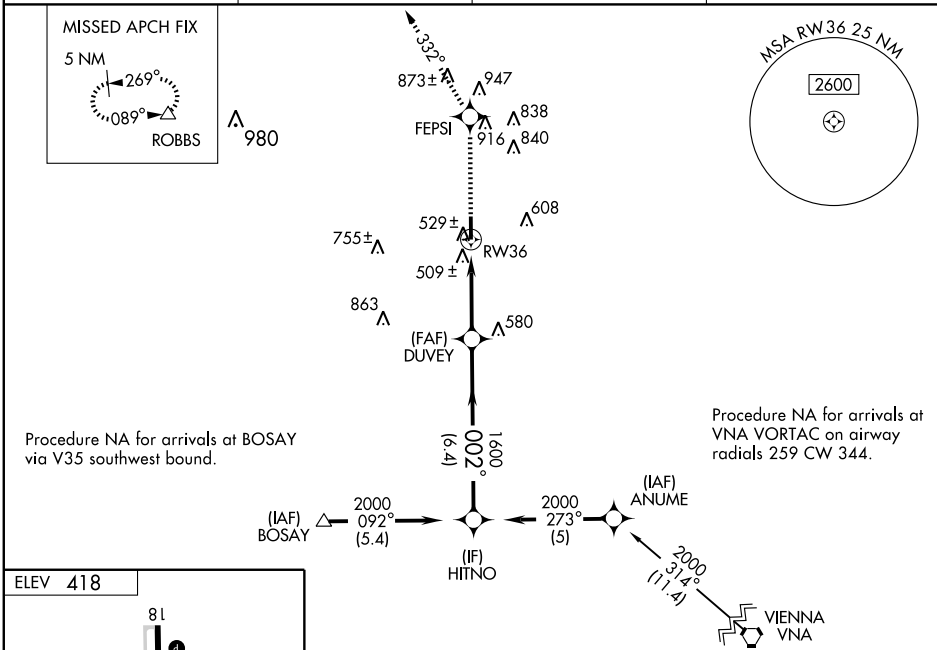 MISSED APCH FIX
5 NM
269°
089°
ROBBS
980
332°
873±
947
FEPSI
916
838
840
MSA RW36 25 NM
2600
529±
608
755±
RW36
509±
863
580
(FAF)
DUVEY
Procedure NA for arrivals at BOSAY
via V35 southwest bound.
1600
002°
(6.4)
Procedure NA for arrivals at
VNA VORTAC on airway
radials 259 CW 344.
(IAF)
BOSAY
2000
092°
(5.4)
(IF)
HITNO
2000
273°
(5)
(IAF)
ANUME
2000
314°
(11.4)
VIENNA
VNA
ELEV 418
18
P